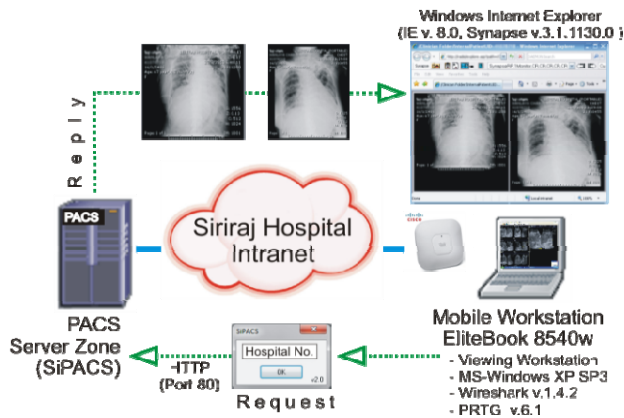 Windows Internet Explorer
(IE v. 8.0, Synapse v.3.1.1130.0 )
Reply
PACS
Siriraj Hospital
Intranet
CISCO
PACS
Server Zone
(SiPACS)
HTTP
(Port 80)
SiPACS
Hospital No.
OK
v2.0
Request
Mobile Workstation
EliteBook 8540w
- Viewing Workstation
- MS-Windows XP SP3
- Wireshark v.1.4.2
- PRTG v.6.1